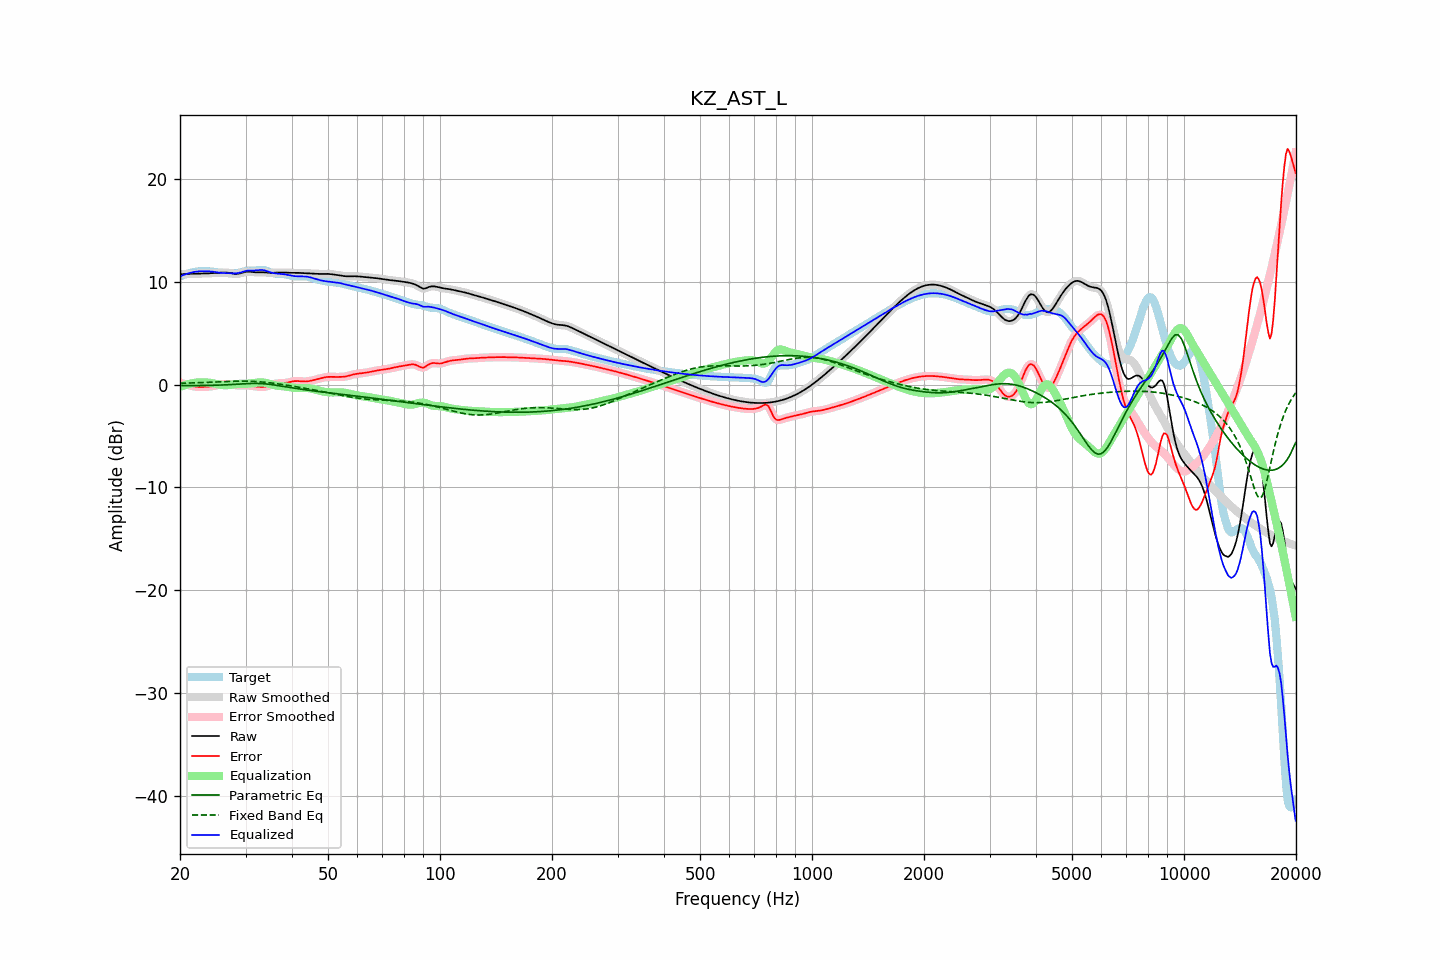 KZ_AST_L
Amplitude (dBr)
20
10
0
−10
−20
−30
−40
Target
Raw Smoothed
Error Smoothed
Raw
Error
Equalization
Parametric Eq
Fixed Band Eq
Equalized
20 50 100 200 500 1000 2000 5000 10000 20000
Frequency (Hz)